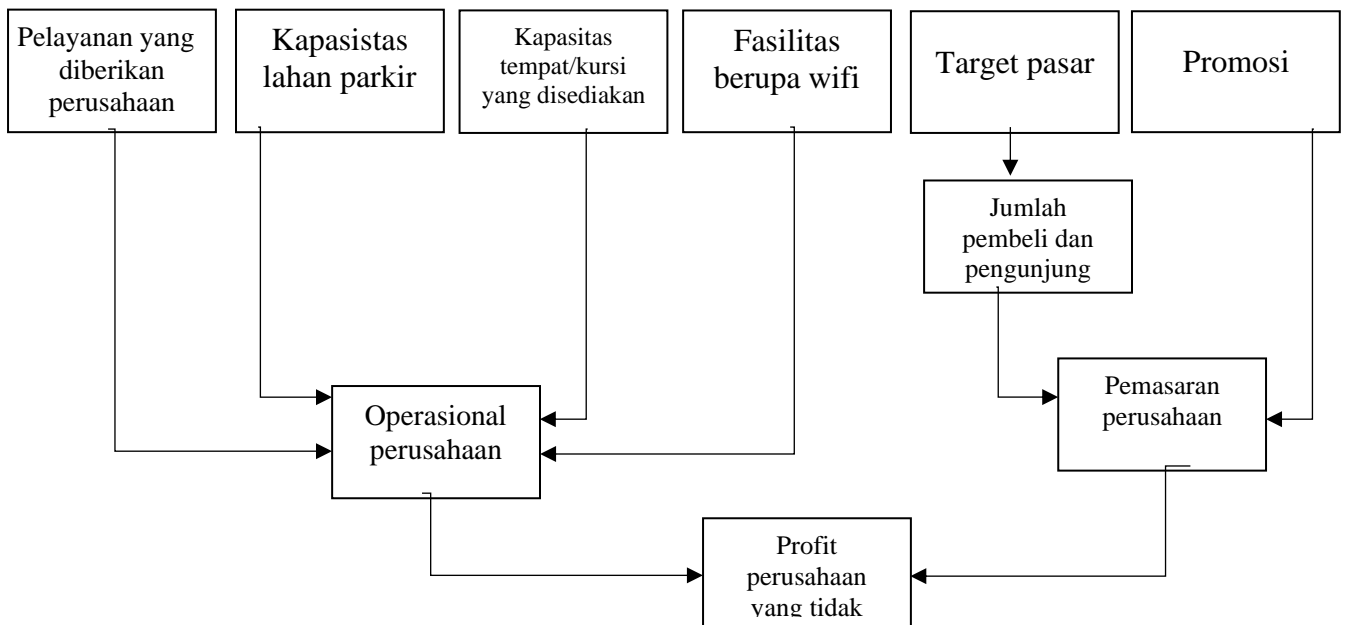 Pelayanan yang
diberikan
perusahaan
Kapasistas
lahan parkir
Kapasitas
tempat/kursi
yang disediakan
Fasilitas
berupa wifi
Target pasar
Promosi
Jumlah
pembeli dan
pengunjung
Operasional
perusahaan
Pemasaran
perusahaan
Profit
perusahaan
yang tidak